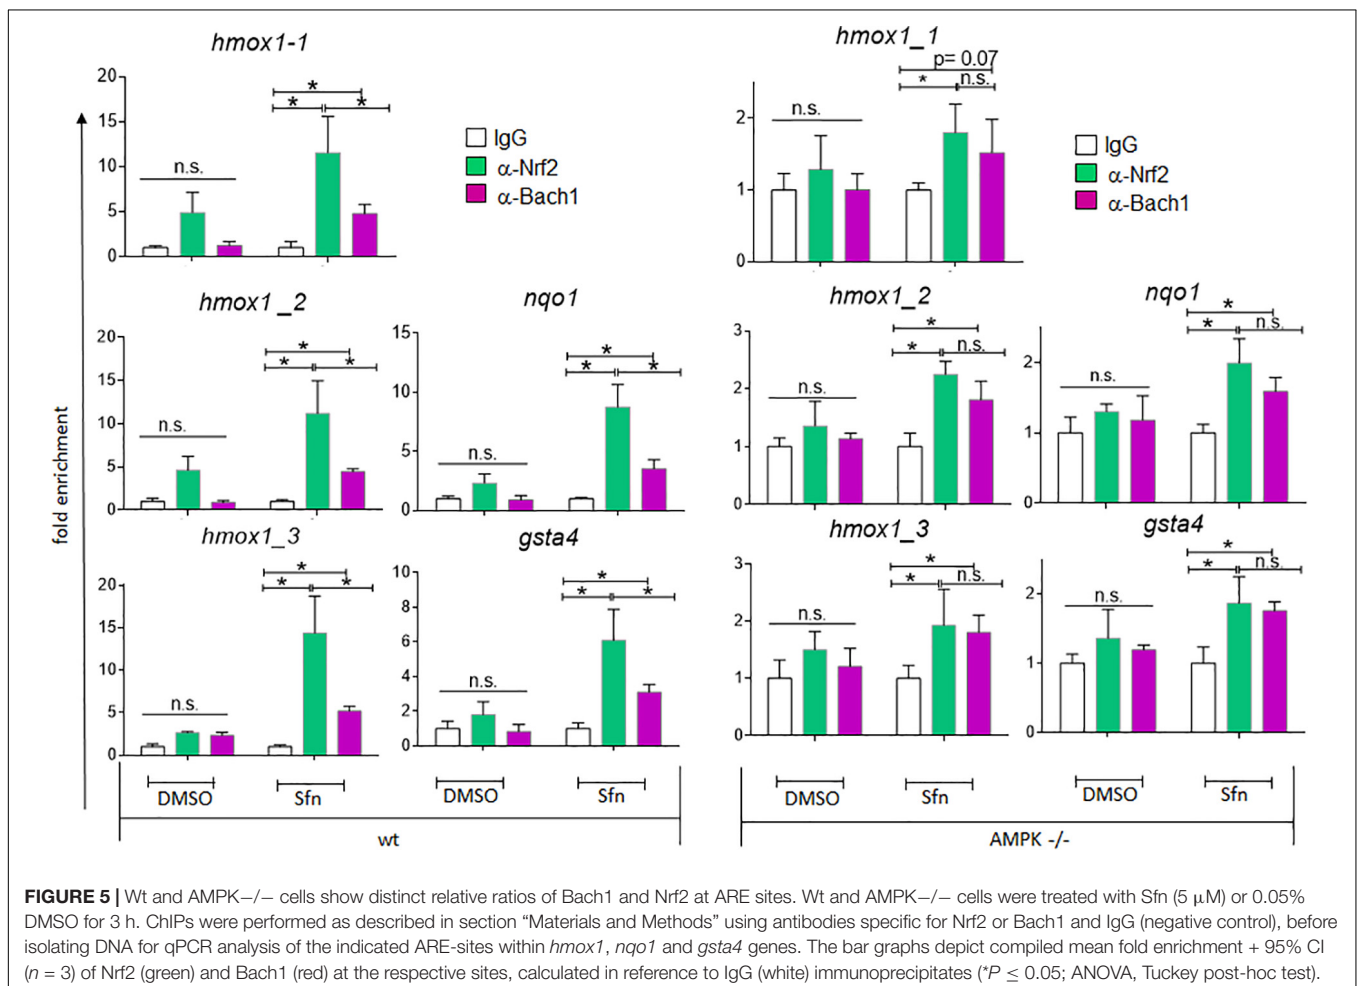 hmox1-1
20
15
10
5
0
n.s.
* * *
IgG
α-Nrf2
α-Bach1
fold enrichment
hmox1_2
20
15
10
5
0
n.s.
* * *
nqo1
15
10
5
0
n.s.
* * *
hmox1_3
20
15
10
5
0
n.s.
* * *
gsta4
10
8
6
4
2
0
n.s.
* * *
DMSO Sfn DMSO Sfn
wt
hmox1_1
2
1
0
n.s.
p= 0.07
* n.s.
IgG
α-Nrf2
α-Bach1
hmox1_2
3
2
1
0
n.s.
*
* n.s.
nqo1
2
1
0
n.s.
*
* n.s.
hmox1_3
3
2
1
0
n.s.
*
* n.s.
gsta4
2
1
0
n.s.
*
* n.s.
DMSO Sfn DMSO Sfn
AMPK -/-
FIGURE 5 | Wt and AMPK−/− cells show distinct relative ratios of Bach1 and Nrf2 at ARE sites. Wt and AMPK−/− cells were treated with Sfn (5 μM) or 0.05%
DMSO for 3 h. ChIPs were performed as described in section “Materials and Methods” using antibodies specific for Nrf2 or Bach1 and IgG (negative control), before
isolating DNA for qPCR analysis of the indicated ARE-sites within hmox1, nqo1 and gsta4 genes. The bar graphs depict compiled mean fold enrichment + 95% CI
(n = 3) of Nrf2 (green) and Bach1 (red) at the respective sites, calculated in reference to IgG (white) immunoprecipitates (*P ≤ 0.05; ANOVA, Tuckey post-hoc test).